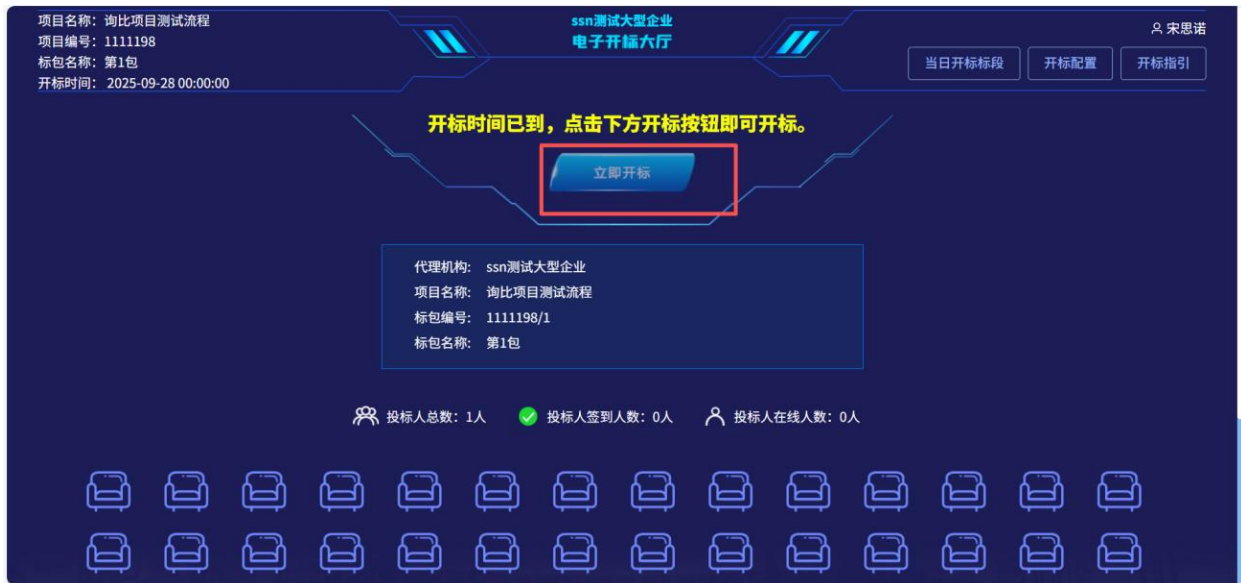 项目名称：询比项目测试流程
项目编号：1111198
标包名称：第1包
开标时间： 2025-09-28 00:00:00
ssn测试大型企业
电子开标大厅
宋思诺
当日开标标段
开标配置
开标指引
开标时间已到，点击下方开标按钮即可开标。
立即开标
代理机构： ssn测试大型企业
项目名称： 询比项目测试流程
标包编号： 1111198/1
标包名称： 第1包
投标人总数：1人 投标人签到人数：0人 投标人在线人数：0人